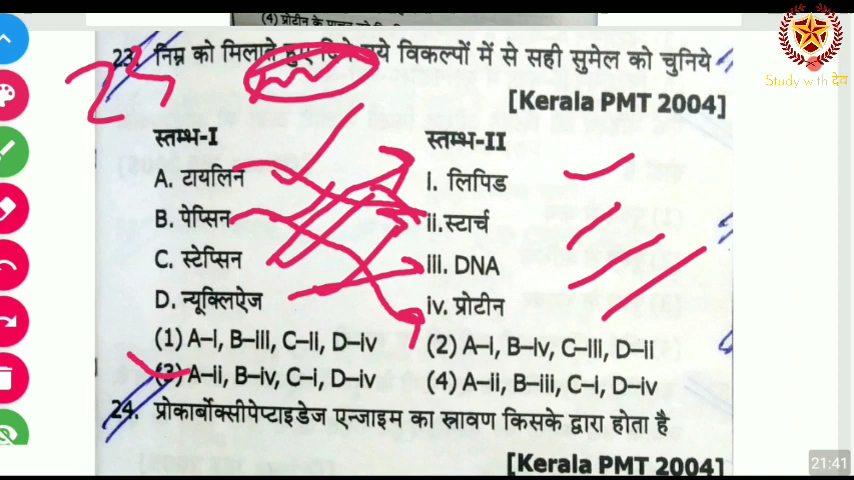 (4) प्रोटीन के पाचन
23. निम्न को मिलाते हुए दिये गये विकल्पों में से सही सुमेल को चुनिये
Study with देव
[Kerala PMT 2004]
स्तम्भ-I स्तम्भ-II
A. टायलिन i. लिपिड
B. पेप्सिन ii.स्टार्च
C. स्टेप्सिन iii. DNA
D. न्यूक्लिऐज iv. प्रोटीन
(1) A–i, B–iii, C–ii, D–iv (2) A–i, B–iv, C–iii, D–ii
(3) A–ii, B–iv, C–i, D–iv (4) A–ii, B–iii, C–i, D–iv
24. प्रोकार्बोक्सीपेप्टाइडेज एन्जाइम का स्रावण किसके द्वारा होता है
[Kerala PMT 2004]
21:41